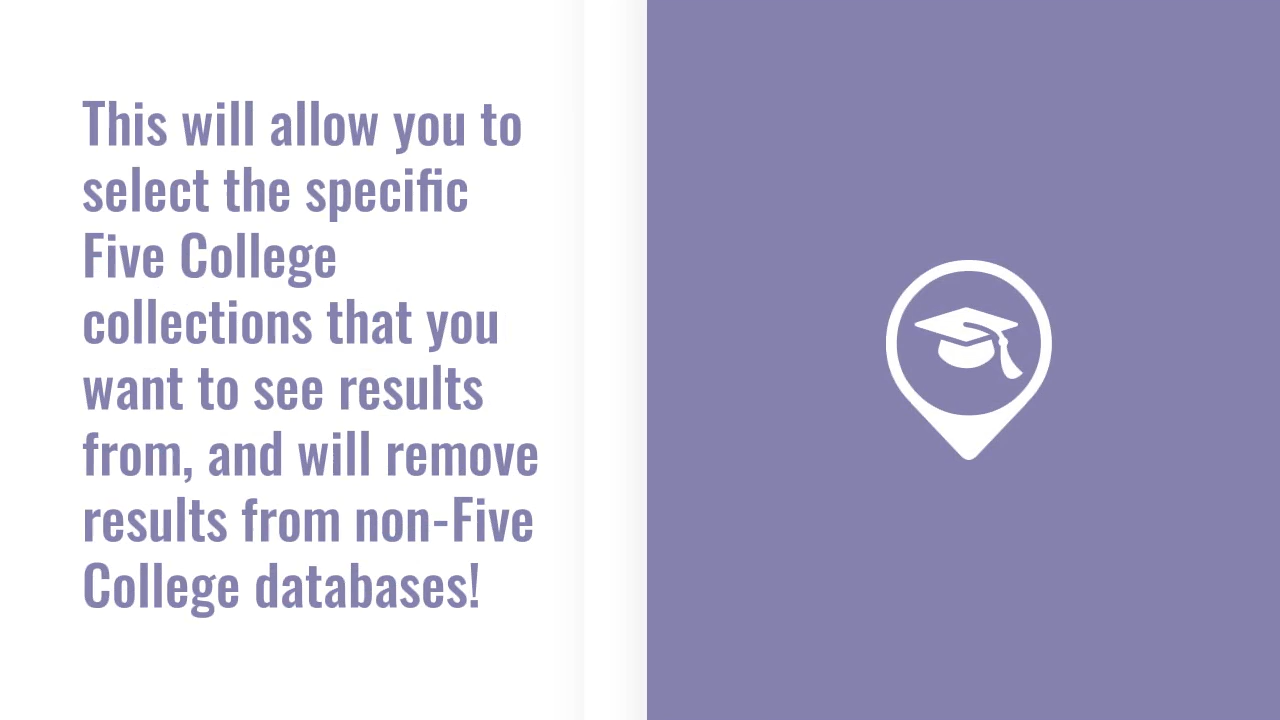 This will allow you to
select the specific
Five College
collections that you
want to see results
from, and will remove
results from non-Five
College databases!